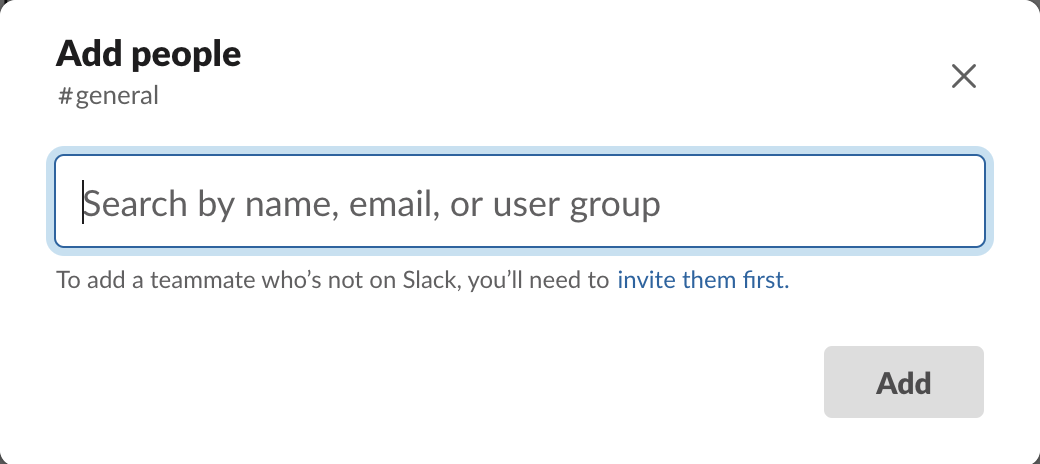 Add people
#general
Search by name, email, or user group
To add a teammate who’s not on Slack, you’ll need to invite them first.
Add